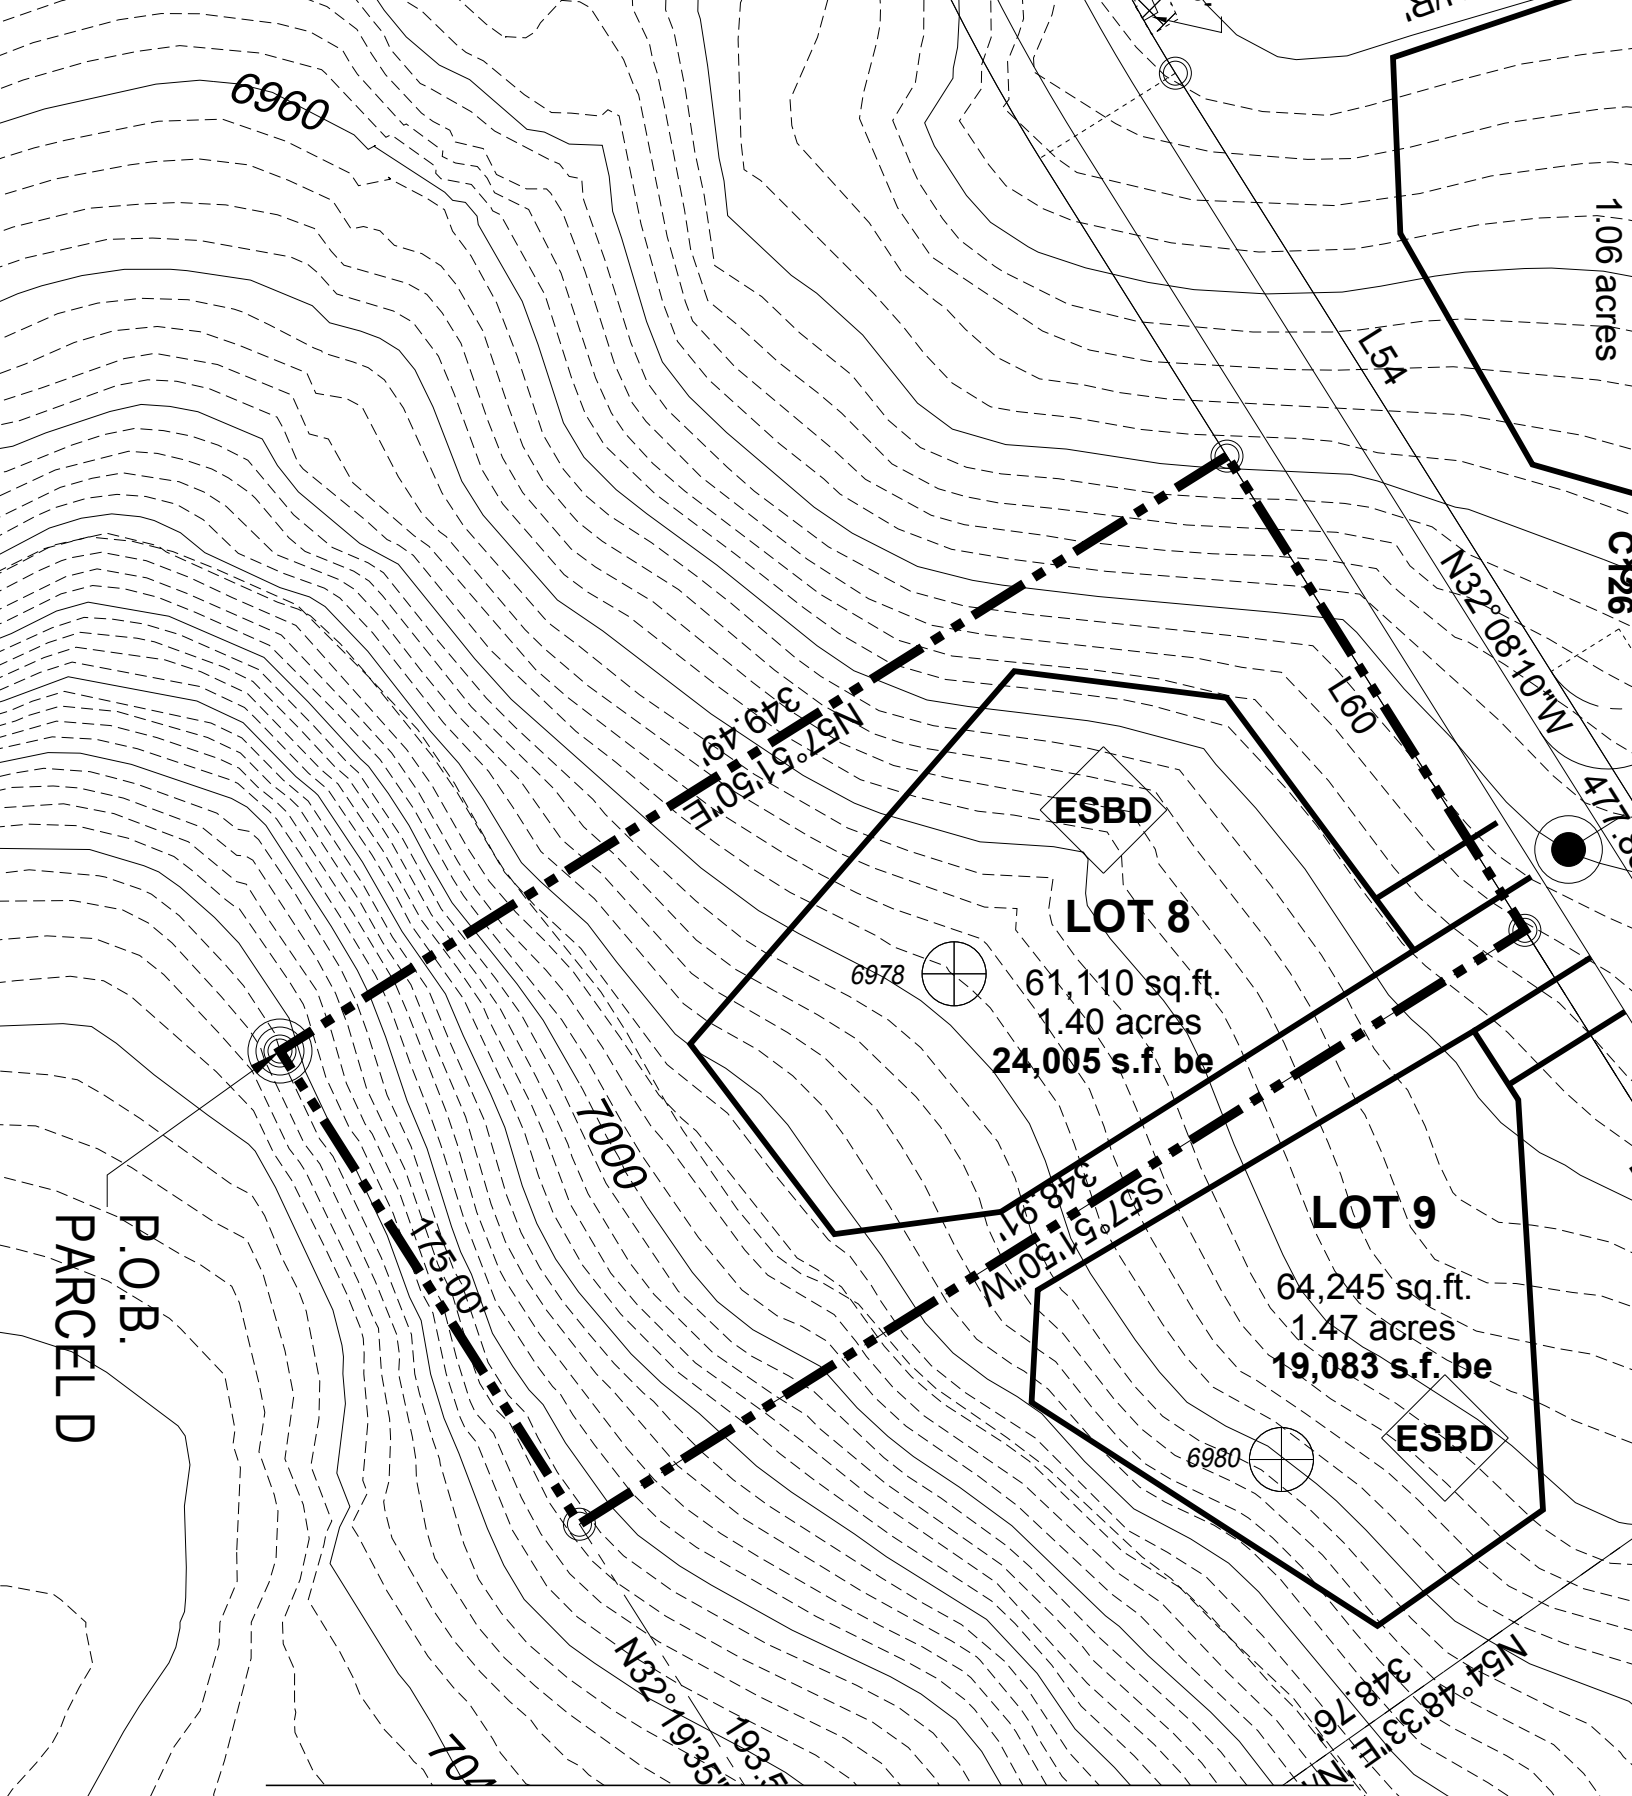 6960
1.06 acres
L54
C126
N32°08'10"W
L60
349.49'
N57°51'50"E
ESBD
LOT 8
6978
61,110 sq.ft.
1.40 acres
24,005 s.f. be
7000
348.91'
S57°51'50"W
LOT 9
175.00'
P.O.B.
PARCEL D
64,245 sq.ft.
1.47 acres
19,083 s.f. be
ESBD
6980
N32°19'35"
348.76
N54°48'33"E